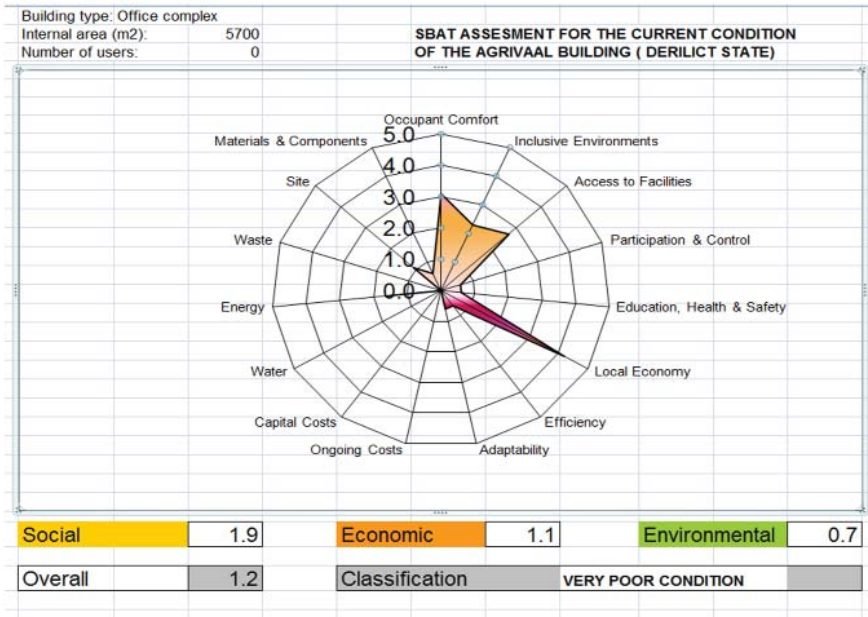 Building type: Office complex
Internal area (m2): 5700
Number of users: 0
SBAT ASSESMENT FOR THE CURRENT CONDITION
OF THE AGRIVAAL BUILDING ( DERILICT STATE)
Occupant Comfort
5.0
Materials & Components
Inclusive Environments
4.0
Site
Access to Facilities
3.0
2.0
Waste
Participation & Control
1.0
0.0
Energy
Education, Health & Safety
Water
Local Economy
Capital Costs
Efficiency
Ongoing Costs
Adaptability
Social 1.9 Economic 1.1 Environmental 0.7
Overall 1.2 Classification VERY POOR CONDITION